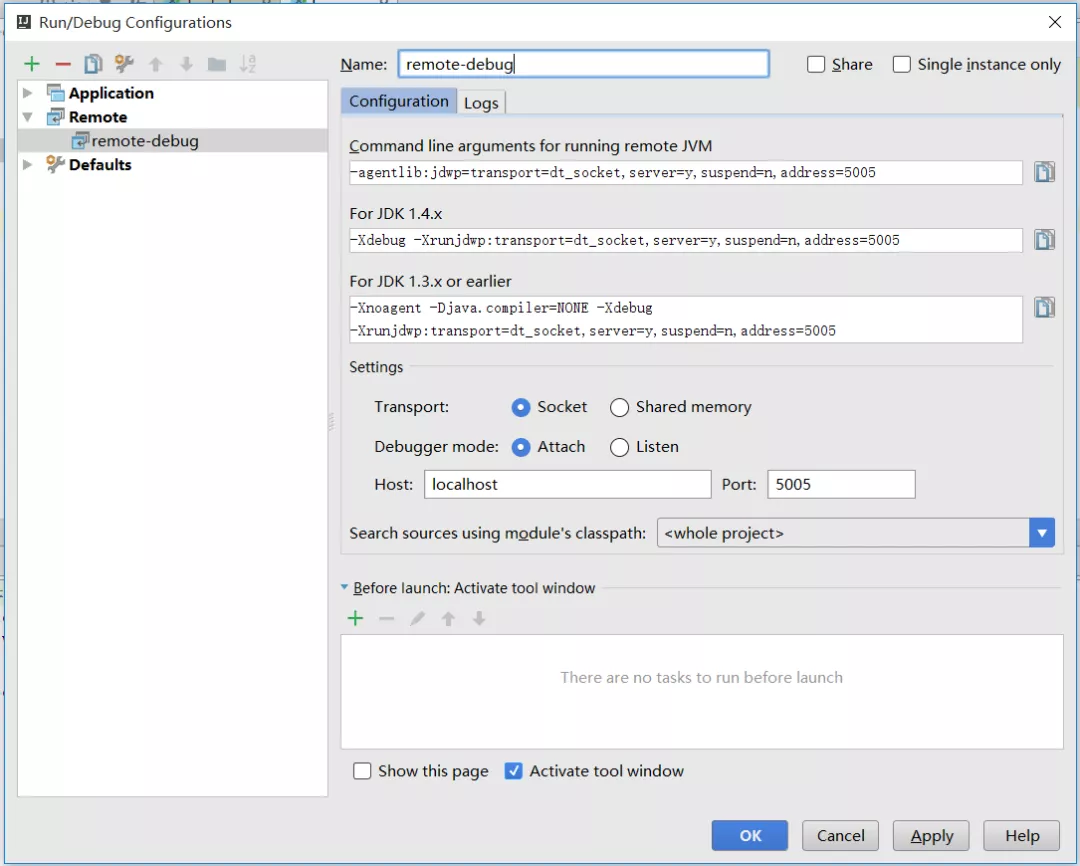 Run/Debug Configurations
Name: remote-debug
Share
Single instance only
Application
Remote
remote-debug
Defaults
Configuration
Logs
Command line arguments for running remote JVM
-agentlib:jdwp=transport=dt_socket,server=y,suspend=n,address=5005
For JDK 1.4.x
-Xdebug -Xrunjdwp:transport=dt_socket,server=y,suspend=n,address=5005
For JDK 1.3.x or earlier
-Xnoagent -Djava.compiler=NONE -Xdebug
-Xrunjdwp:transport=dt_socket,server=y,suspend=n,address=5005
Settings
Transport: Socket Shared memory
Debugger mode: Attach Listen
Host: localhost Port: 5005
Search sources using module's classpath: <whole project>
Before launch: Activate tool window
There are no tasks to run before launch
Show this page Activate tool window
OK Cancel Apply Help